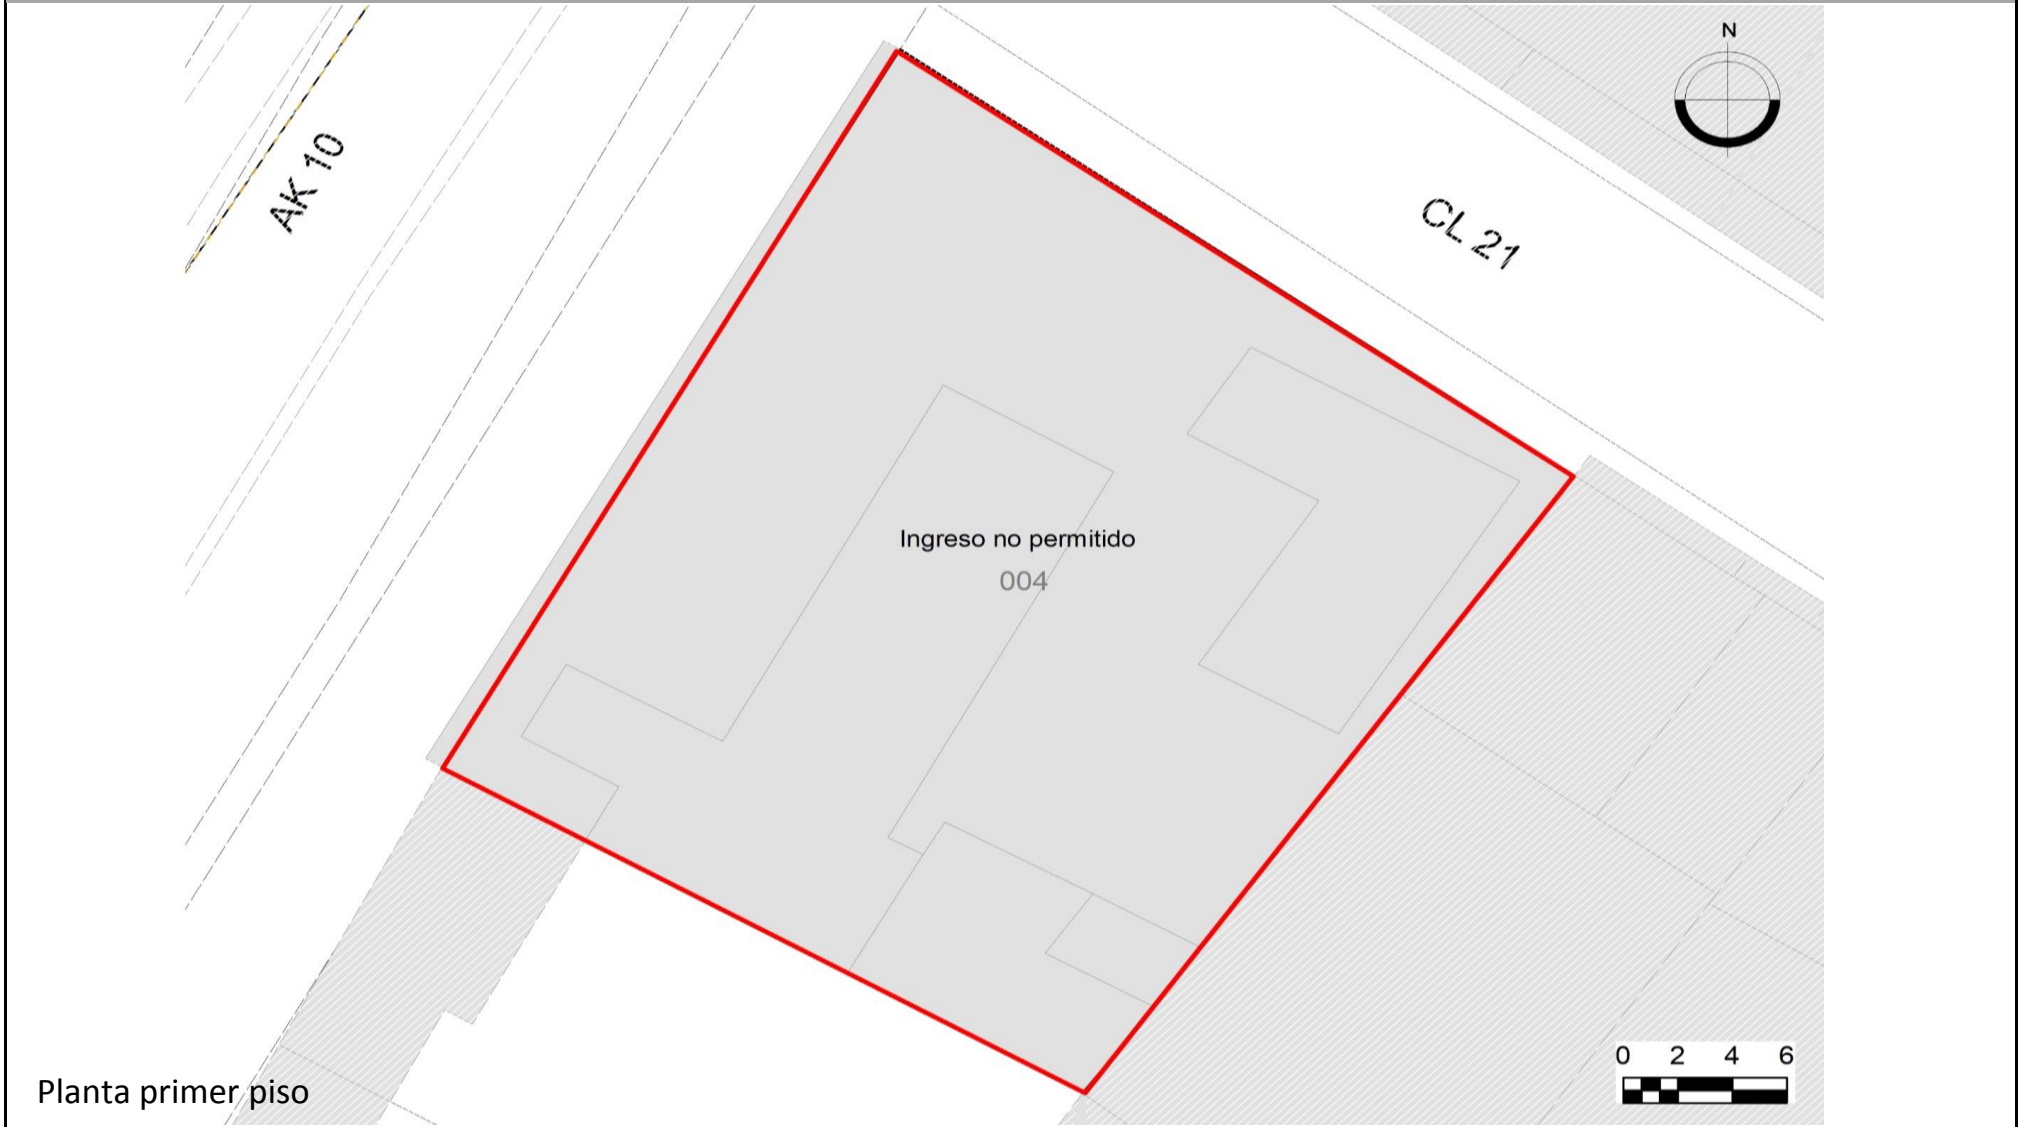 N
AK 10
CL 21
Ingreso no permitido
004
0 2 4 6
Planta primer piso